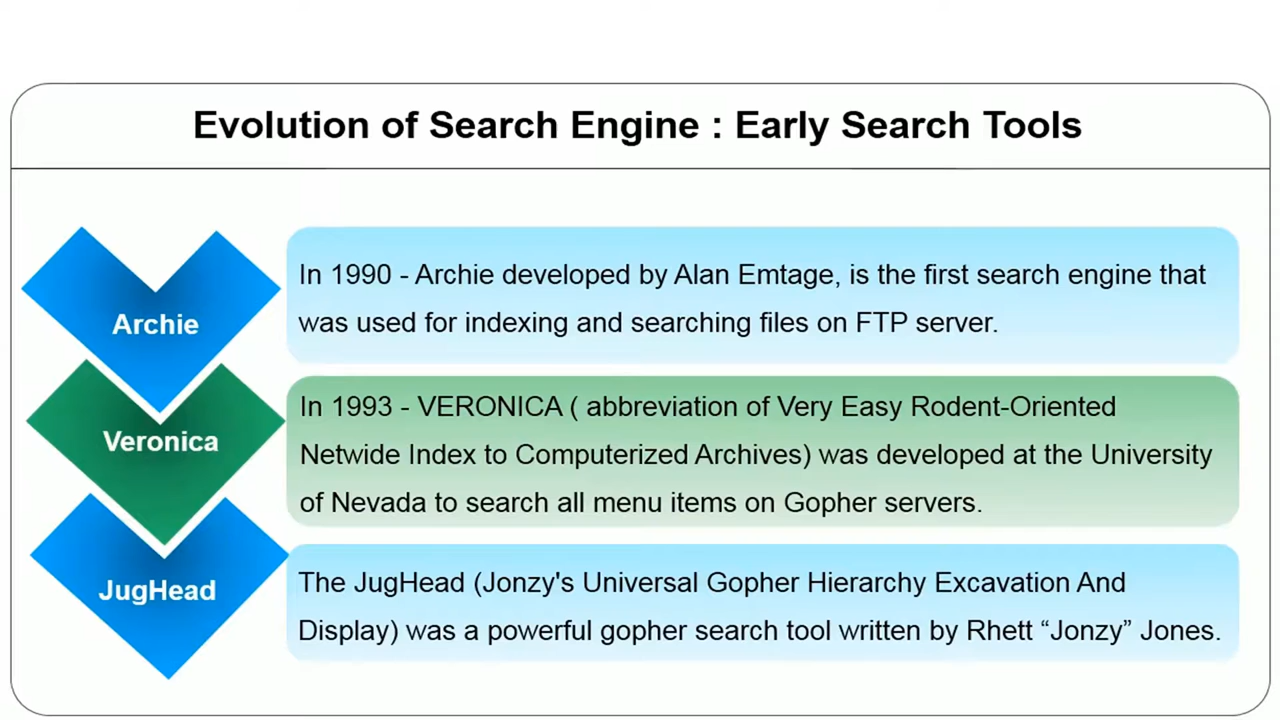 Evolution of Search Engine : Early Search Tools
Archie
In 1990 - Archie developed by Alan Emtage, is the first search engine that
was used for indexing and searching files on FTP server.
Veronica
In 1993 - VERONICA ( abbreviation of Very Easy Rodent-Oriented
Netwide Index to Computerized Archives) was developed at the University
of Nevada to search all menu items on Gopher servers.
JugHead
The JugHead (Jonzy's Universal Gopher Hierarchy Excavation And
Display) was a powerful gopher search tool written by Rhett “Jonzy” Jones.